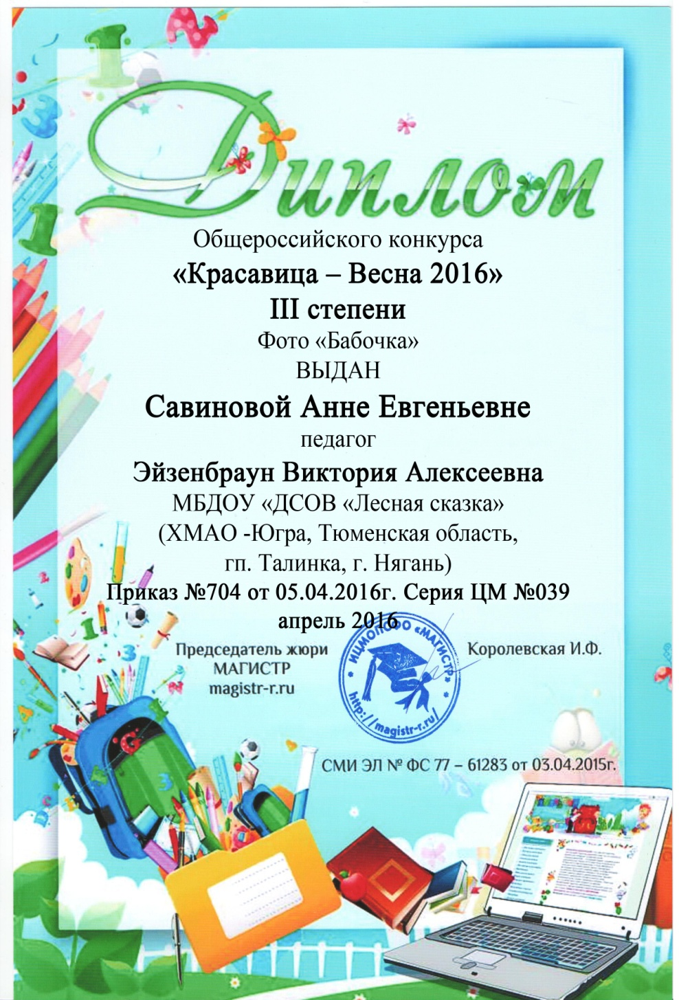 Диплом
Общероссийского конкурса
«Красавица – Весна 2016»
III степени
Фото «Бабочка»
ВЫДАН
Савиновой Анне Евгеньевне
педагог
Эйзенбраун Виктория Алексеевна
МБДОУ «ДСОВ «Лесная сказка»
(ХМАО -Югра, Тюменская область,
гп. Талинка, г. Нягань)
Приказ №704 от 05.04.2016г. Серия ЦМ №039
апрель 2016
Председатель жюри
МАГИСТР
magistr-r.ru
ИЦМОПОФО «МАГИСТР»
http://magistr-r.ru/
Королевская И.Ф.
СМИ ЭЛ № ФС 77 – 61283 от 03.04.2015г.